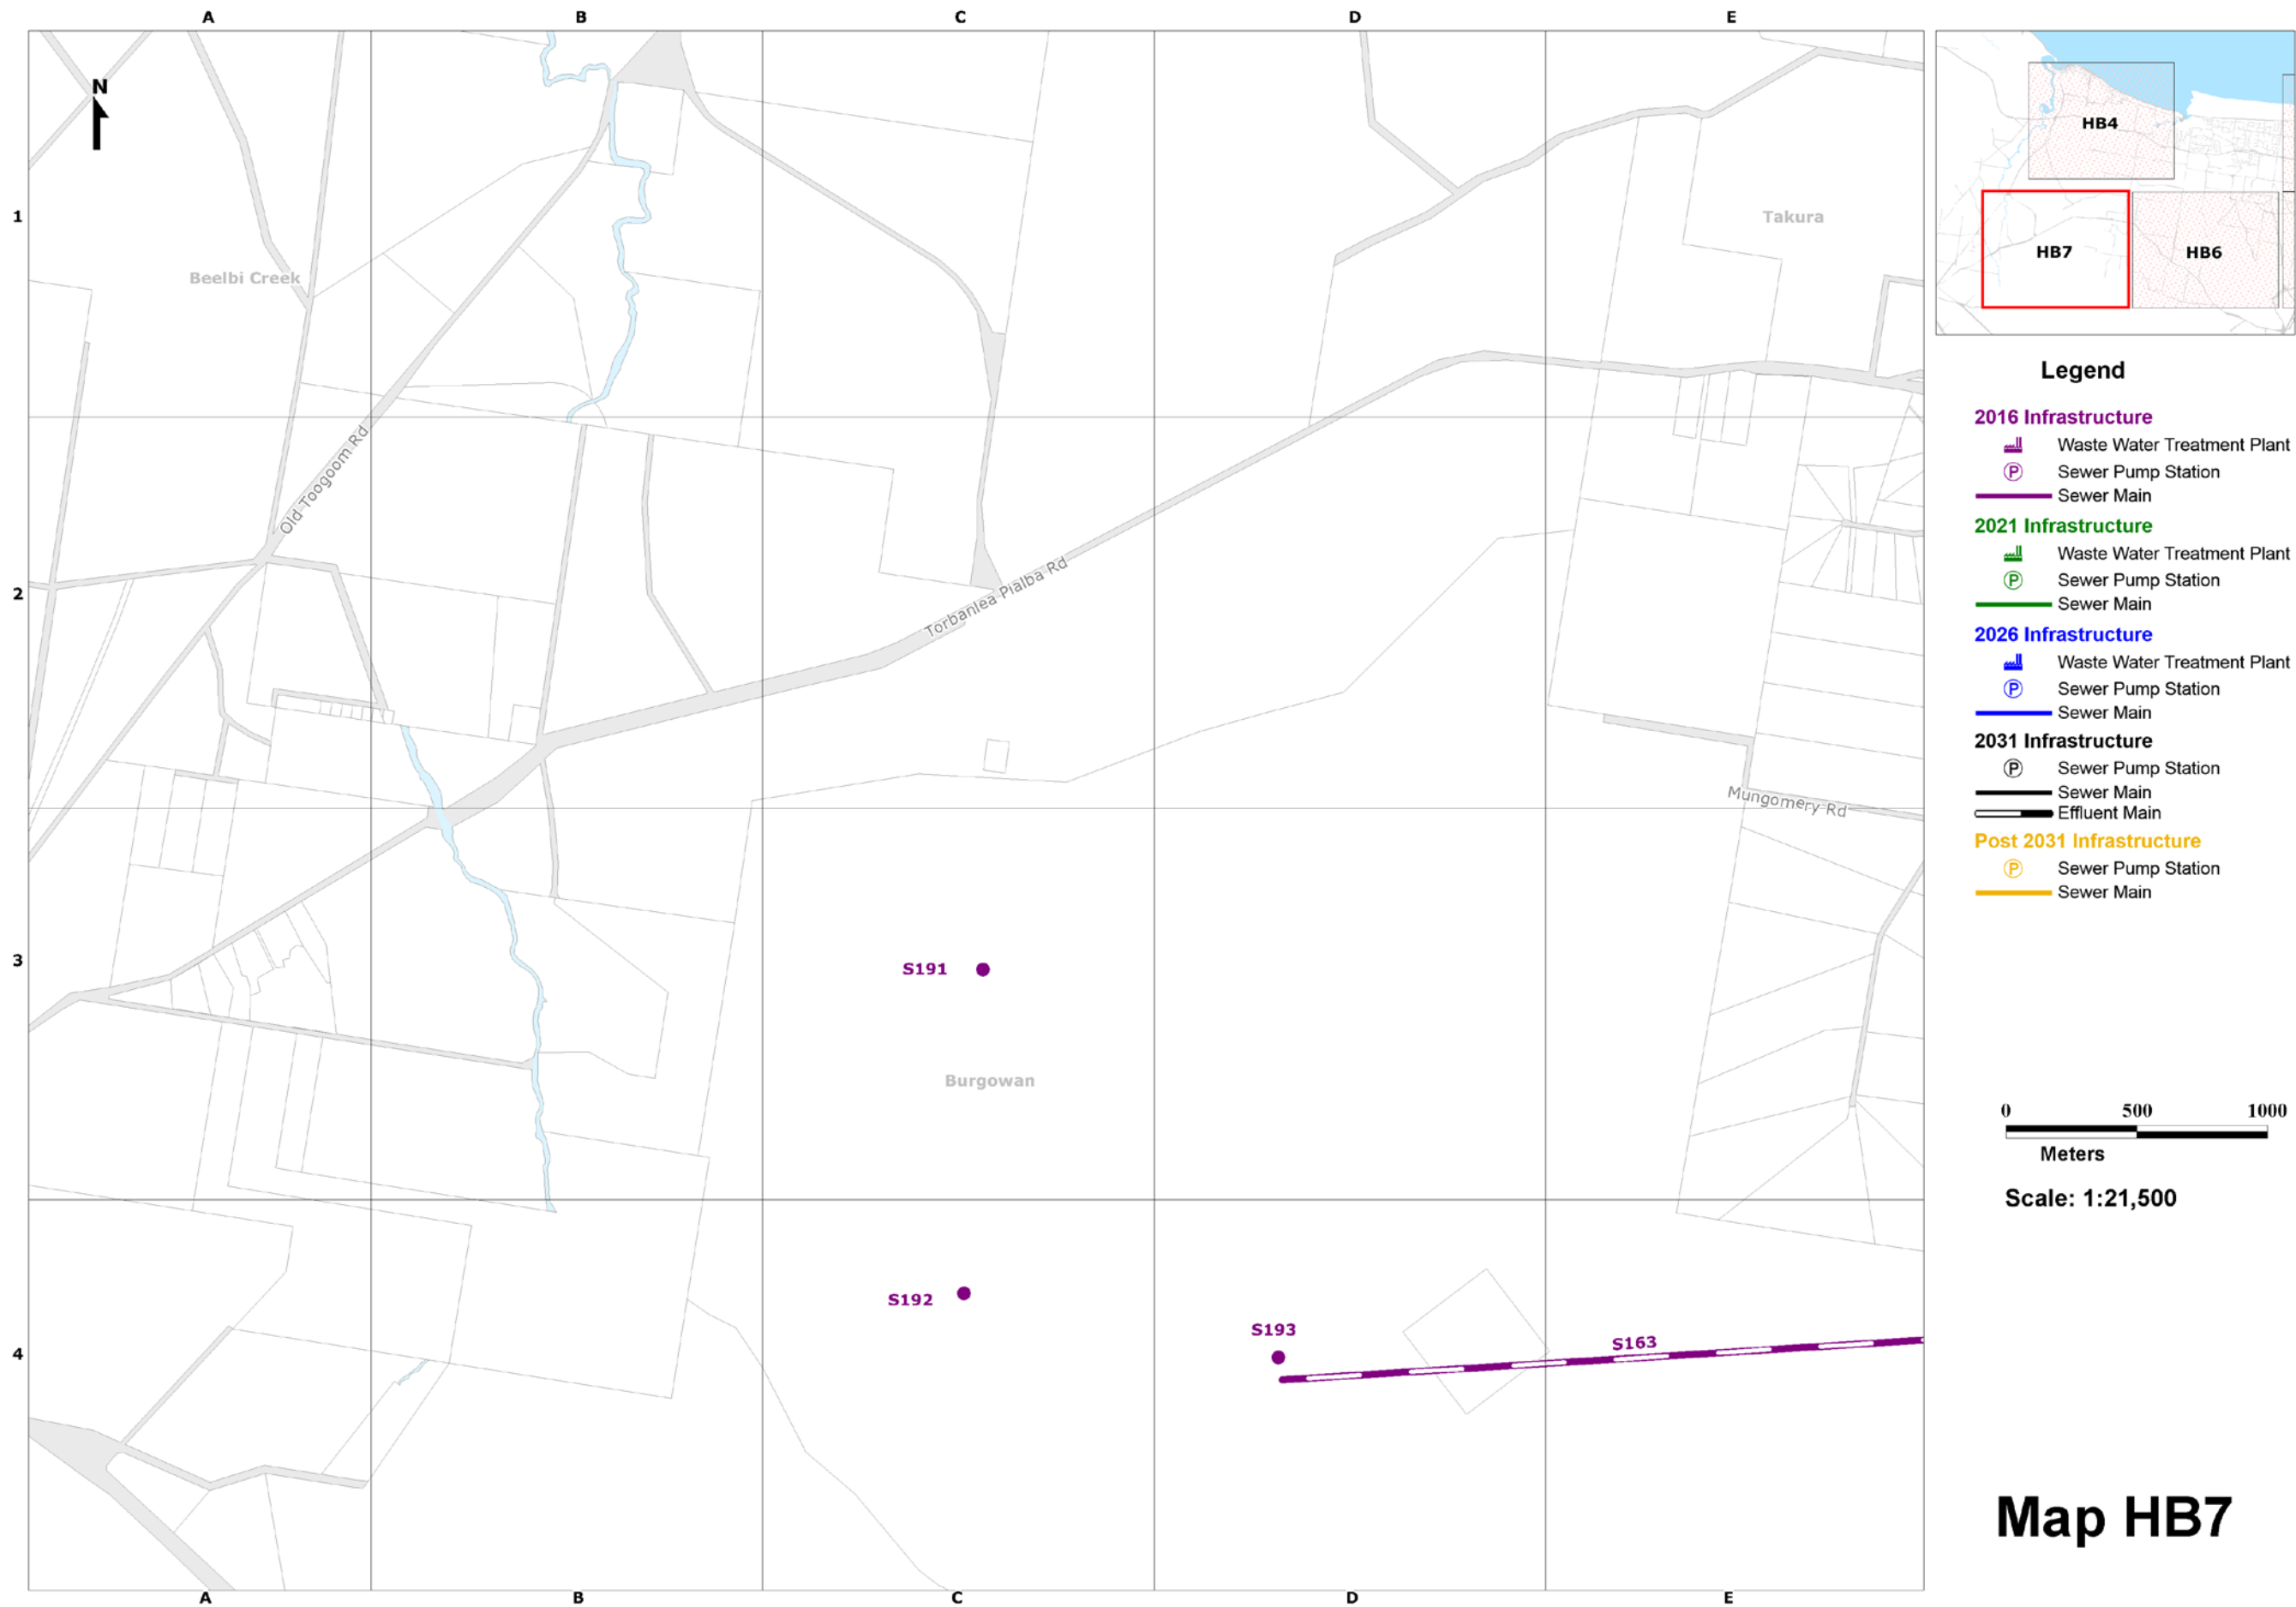 A B C D E
N
HB4
1
Takura
HB7
HB6
Beelbi Creek
Legend
2016 Infrastructure
Waste Water Treatment Plant
P Sewer Pump Station
Sewer Main
Old Toogoom Rd
2021 Infrastructure
Waste Water Treatment Plant
P Sewer Pump Station
Sewer Main
2
Torbanlea Pialba Rd
2026 Infrastructure
Waste Water Treatment Plant
P Sewer Pump Station
Sewer Main
2031 Infrastructure
P Sewer Pump Station
Sewer Main
Effluent Main
Mungomery Rd
Post 2031 Infrastructure
P Sewer Pump Station
Sewer Main
3
S191
Burgowan
0 500 1000
Meters
Scale: 1:21,500
S192
S193
S163
4
Map HB7
A B C D E